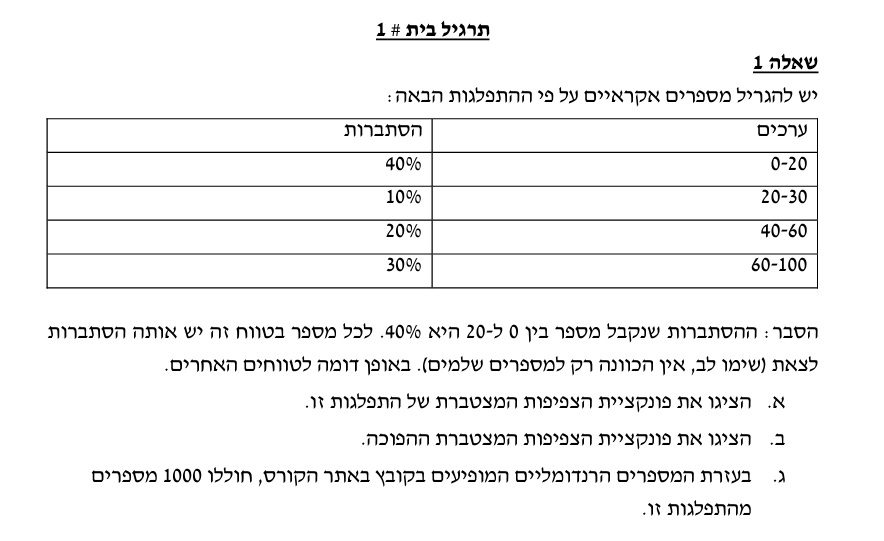 תרגיל בית # 1
שאלה 1
יש להגריל מספרים אקראיים על פי ההתפלגות הבאה:
ערכים הסתברות
0-20 40%
20-30 10%
40-60 20%
60-100 30%
הסבר: ההסתברות שנקבל מספר בין 0 ל-20 היא 40%. לכל מספר בטווח זה יש אותה הסתברות
לצאת (שימו לב, אין הכוונה רק למספרים שלמים). באופן דומה לטווחים האחרים.
א. הציגו את פונקציית הצפיפות המצטברת של התפלגות זו.
ב. הציגו את פונקציית הצפיפות המצטברת ההפוכה.
ג. בעזרת המספרים הרנדומליים המופיעים בקובץ באתר הקורס, חוללו 1000 מספרים
מהתפלגות זו.